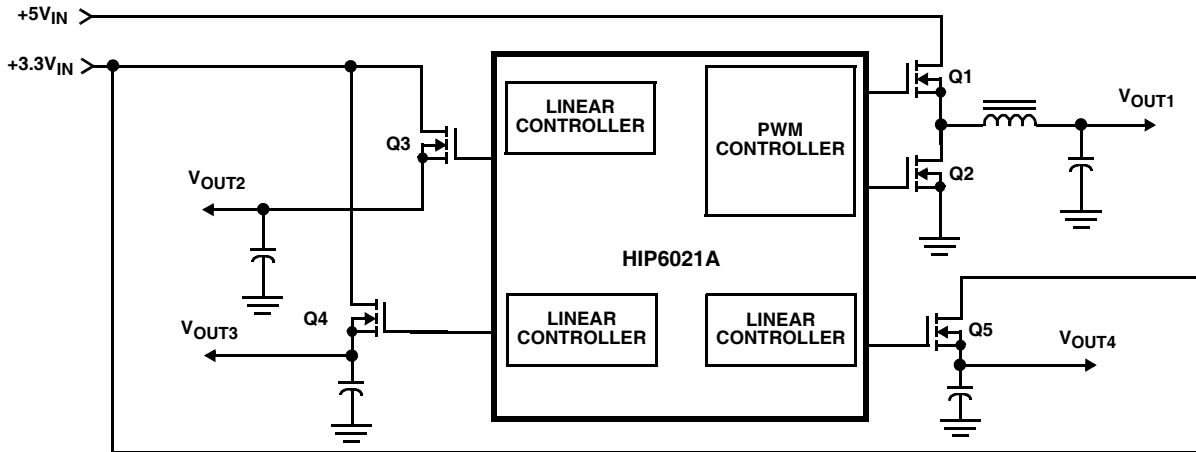 +5VIN
+3.3VIN
LINEAR
CONTROLLER
PWM
CONTROLLER
Q1
VOUT1
Q3
Q2
VOUT2
HIP6021A
Q4
LINEAR
CONTROLLER
LINEAR
CONTROLLER
Q5
VOUT3
VOUT4